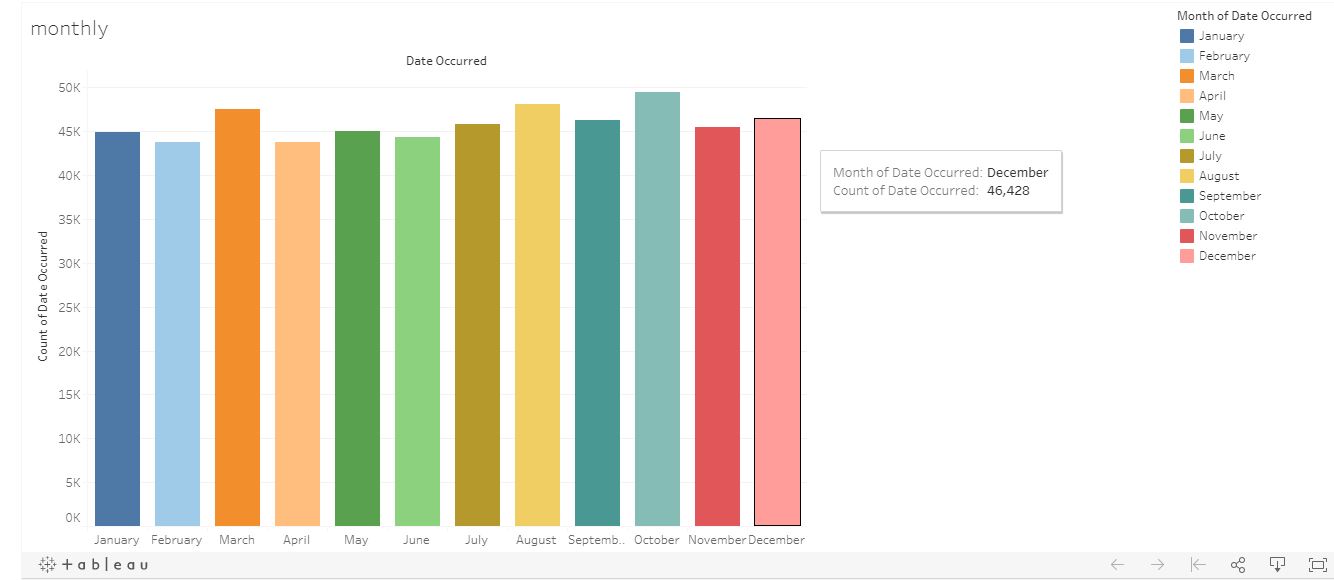 monthly
Date Occurred
Count of Date Occurred
50K
45K
40K
35K
30K
25K
20K
15K
10K
5K
0K
January February March April May June July August Septemb.. October November December
Month of Date Occurred: December
Count of Date Occurred: 46,428
Month of Date Occurred
January
February
March
April
May
June
July
August
September
October
November
December
+ableau